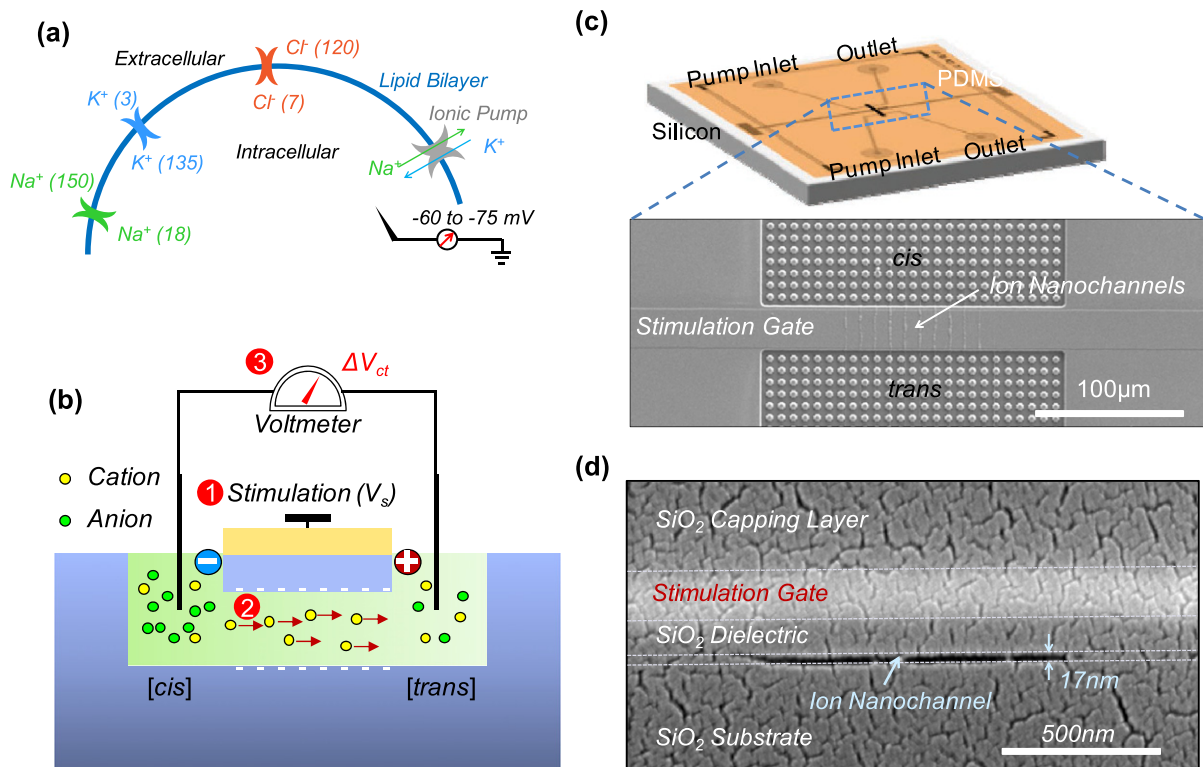 (a)
Extracellular
Cl- (120)
Cl- (7)
Lipid Bilayer
K+ (3)
K+ (135)
Intracellular
Ionic Pump
K+
Na+
Na+ (150)
Na+ (18)
-60 to -75 mV
(b)
3
ΔVct
Voltmeter
Cation
Anion
1
Stimulation (Vs)
2
[cis]
[trans]
(c)
Pump Inlet
Outlet
PDMS
Silicon
Pump Inlet
Outlet
cis
Ion Nanochannels
Stimulation Gate
trans
100μm
(d)
SiO2 Capping Layer
Stimulation Gate
SiO2 Dielectric
Ion Nanochannel
17nm
SiO2 Substrate
500nm